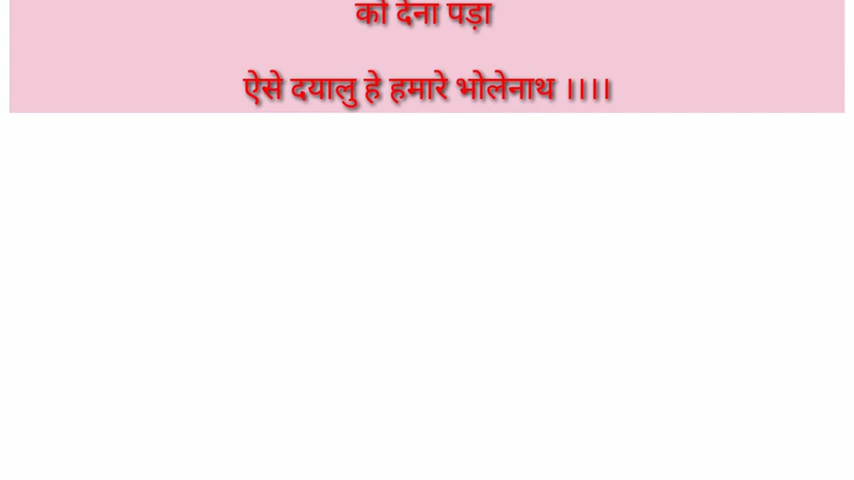 को देना पड़ा
ऐसे दयालु हे हमारे भोलेनाथ ।।।।